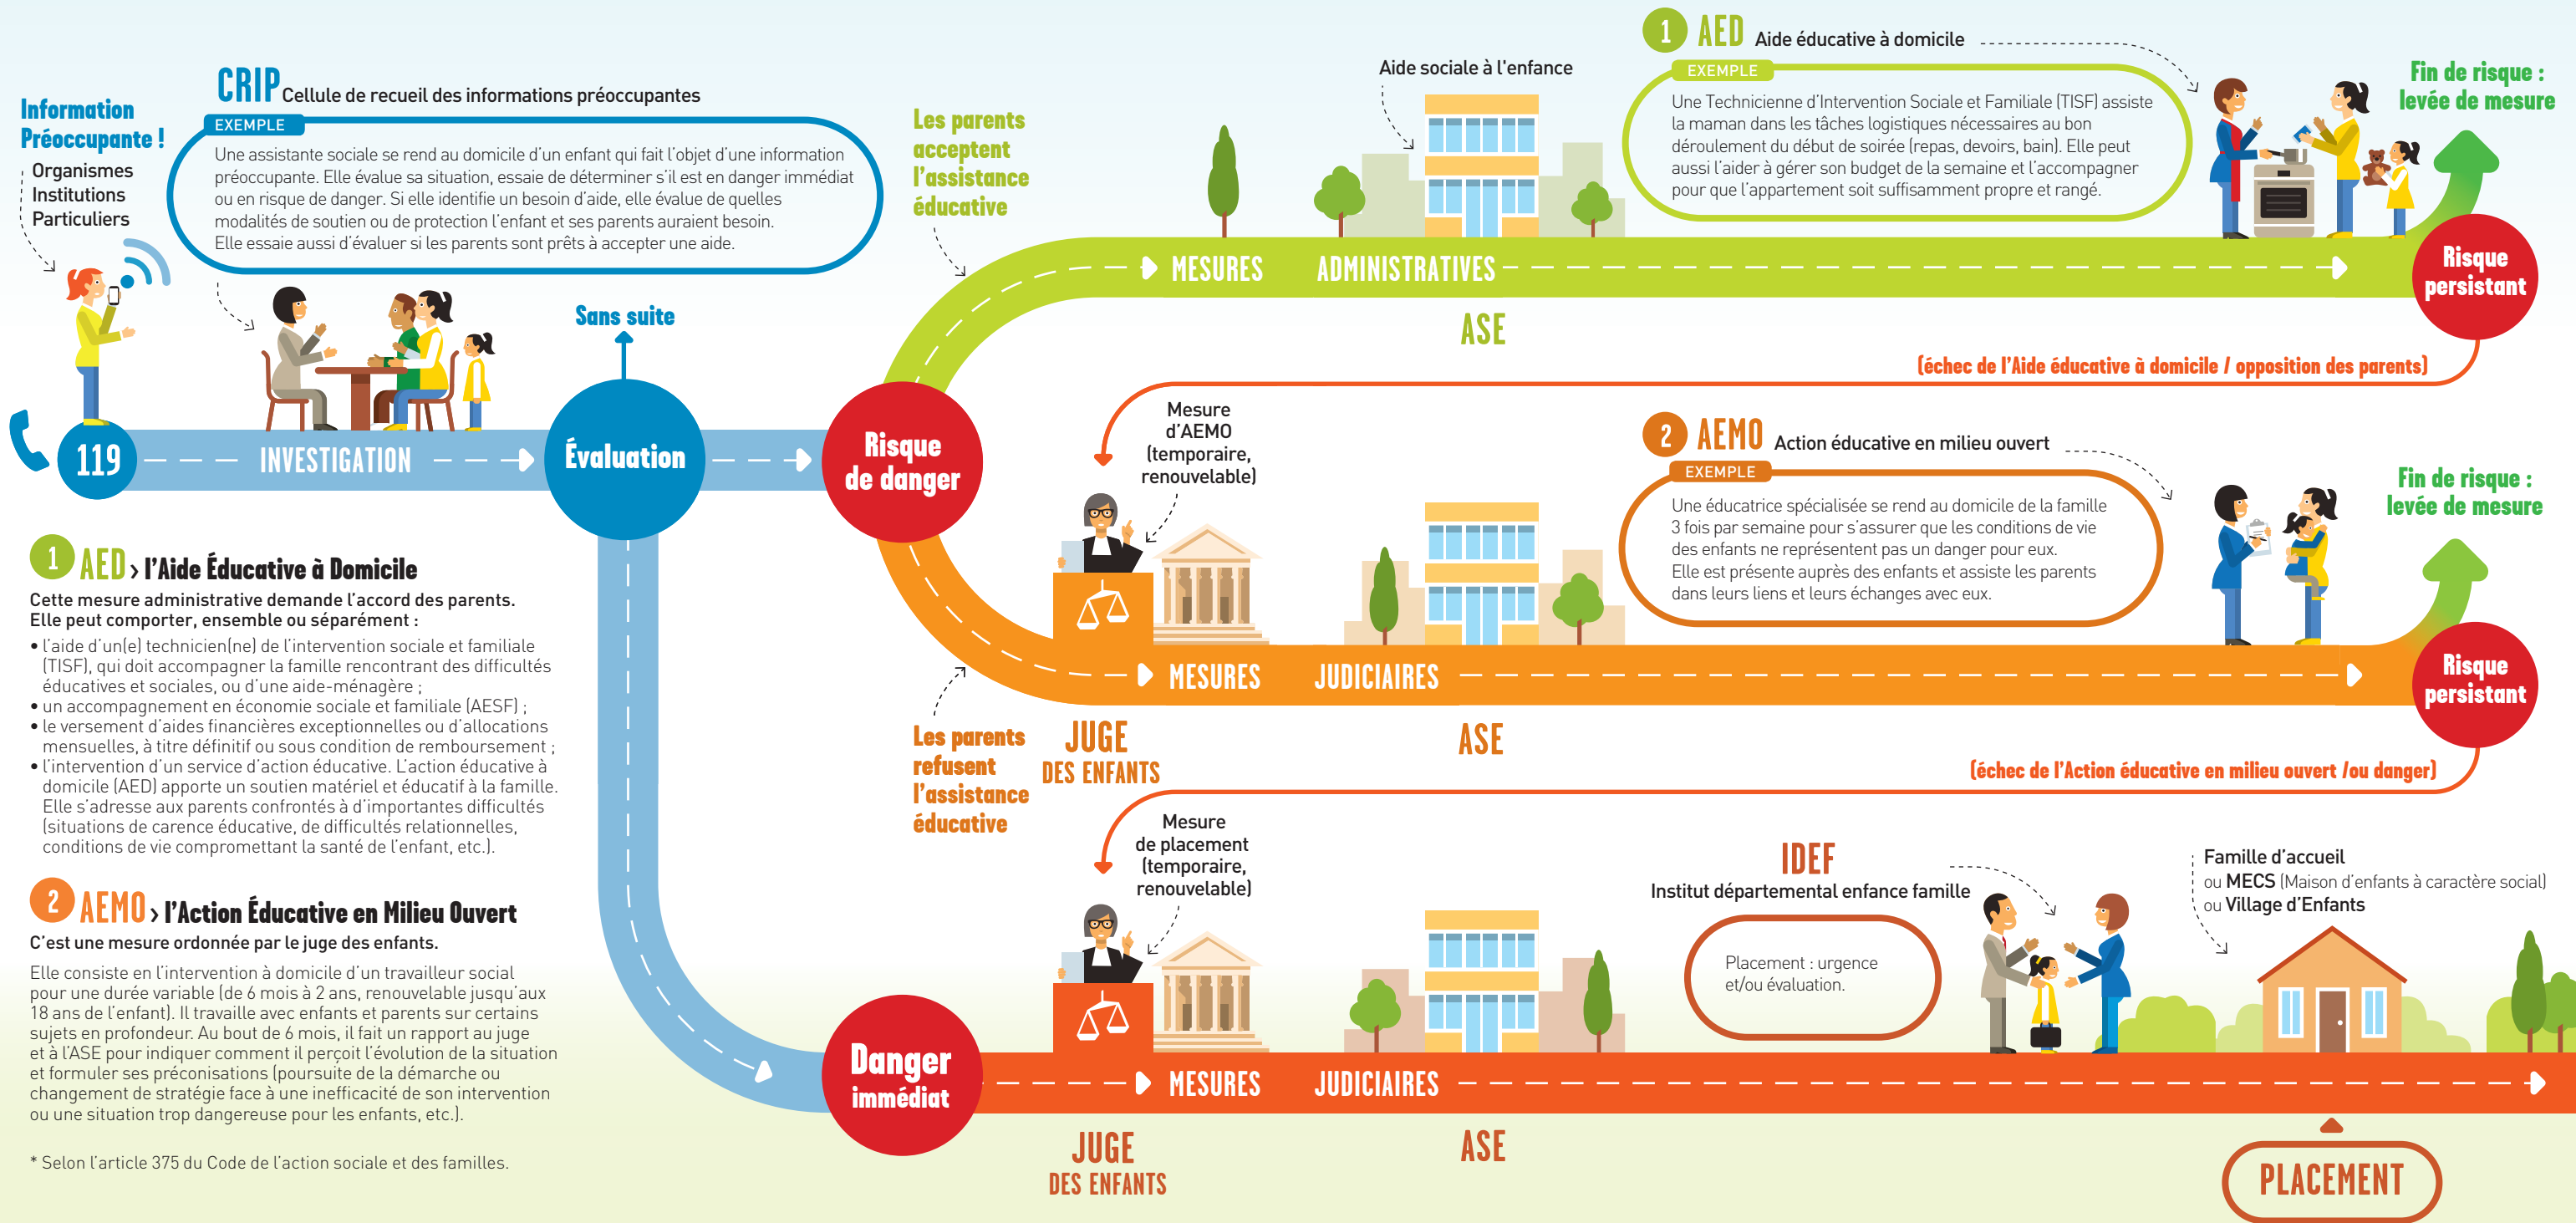 Information
Préoccupante !
Organismes
Institutions
Particuliers
CRIP Cellule de recueil des informations préoccupantes
EXEMPLE
Une assistante sociale se rend au domicile d'un enfant qui fait l'objet d'une information
préoccupante. Elle évalue sa situation, essaie de déterminer s'il est en danger immédiat
ou en risque de danger. Si elle identifie un besoin d'aide, elle évalue de quelles
modalités de soutien ou de protection l'enfant et ses parents auraient besoin.
Elle essaie aussi d'évaluer si les parents sont prêts à accepter une aide.
119
INVESTIGATION
Sans suite
Évaluation
Risque
de danger
Les parents
acceptent
l'assistance
éducative
Aide sociale à l'enfance
MESURES ADMINISTRATIVES
ASE
1 AED Aide éducative à domicile
EXEMPLE
Une Technicienne d'Intervention Sociale et Familiale (TISF) assiste
la maman dans les tâches logistiques nécessaires au bon
déroulement du début de soirée (repas, devoirs, bain). Elle peut
aussi l'aider à gérer son budget de la semaine et l'accompagner
pour que l'appartement soit suffisamment propre et rangé.
Fin de risque :
levée de mesure
Risque
persistant
(échec de l'Aide éducative à domicile / opposition des parents)
Mesure
d'AEMO
(temporaire,
renouvelable)
2 AEMO Action éducative en milieu ouvert
EXEMPLE
Une éducatrice spécialisée se rend au domicile de la famille
3 fois par semaine pour s'assurer que les conditions de vie
des enfants ne représentent pas un danger pour eux.
Elle est présente auprès des enfants et assiste les parents
dans leurs liens et leurs échanges avec eux.
Fin de risque :
levée de mesure
MESURES JUDICIAIRES
Risque
persistant
Les parents
refusent
l'assistance
éducative
JUGE
DES ENFANTS
ASE
(échec de l'Action éducative en milieu ouvert /ou danger)
1 AED › l'Aide Éducative à Domicile
Cette mesure administrative demande l'accord des parents.
Elle peut comporter, ensemble ou séparément :
• l'aide d'un(e) technicien(ne) de l'intervention sociale et familiale
(TISF), qui doit accompagner la famille rencontrant des difficultés
éducatives et sociales, ou d'une aide-ménagère ;
• un accompagnement en économie sociale et familiale (AESF) ;
• le versement d'aides financières exceptionnelles ou d'allocations
mensuelles, à titre définitif ou sous condition de remboursement ;
• l'intervention d'un service d'action éducative. L'action éducative à
domicile (AED) apporte un soutien matériel et éducatif à la famille.
Elle s'adresse aux parents confrontés à d'importantes difficultés
(situations de carence éducative, de difficultés relationnelles,
conditions de vie compromettant la santé de l'enfant, etc.).
2 AEMO › l'Action Éducative en Milieu Ouvert
C'est une mesure ordonnée par le juge des enfants.
Elle consiste en l'intervention à domicile d'un travailleur social
pour une durée variable (de 6 mois à 2 ans, renouvelable jusqu'aux
18 ans de l'enfant). Il travaille avec enfants et parents sur certains
sujets en profondeur. Au bout de 6 mois, il fait un rapport au juge
et à l'ASE pour indiquer comment il perçoit l'évolution de la situation
et formuler ses préconisations (poursuite de la démarche ou
changement de stratégie face à une inefficacité de son intervention
ou une situation trop dangereuse pour les enfants, etc.).
* Selon l'article 375 du Code de l'action sociale et des familles.
Danger
immédiat
Mesure
de placement
(temporaire,
renouvelable)
IDEF
Institut départemental enfance famille
Placement : urgence
et/ou évaluation.
Famille d'accueil
ou MECS (Maison d'enfants à caractère social)
ou Village d'Enfants
MESURES JUDICIAIRES
JUGE
DES ENFANTS
ASE
PLACEMENT